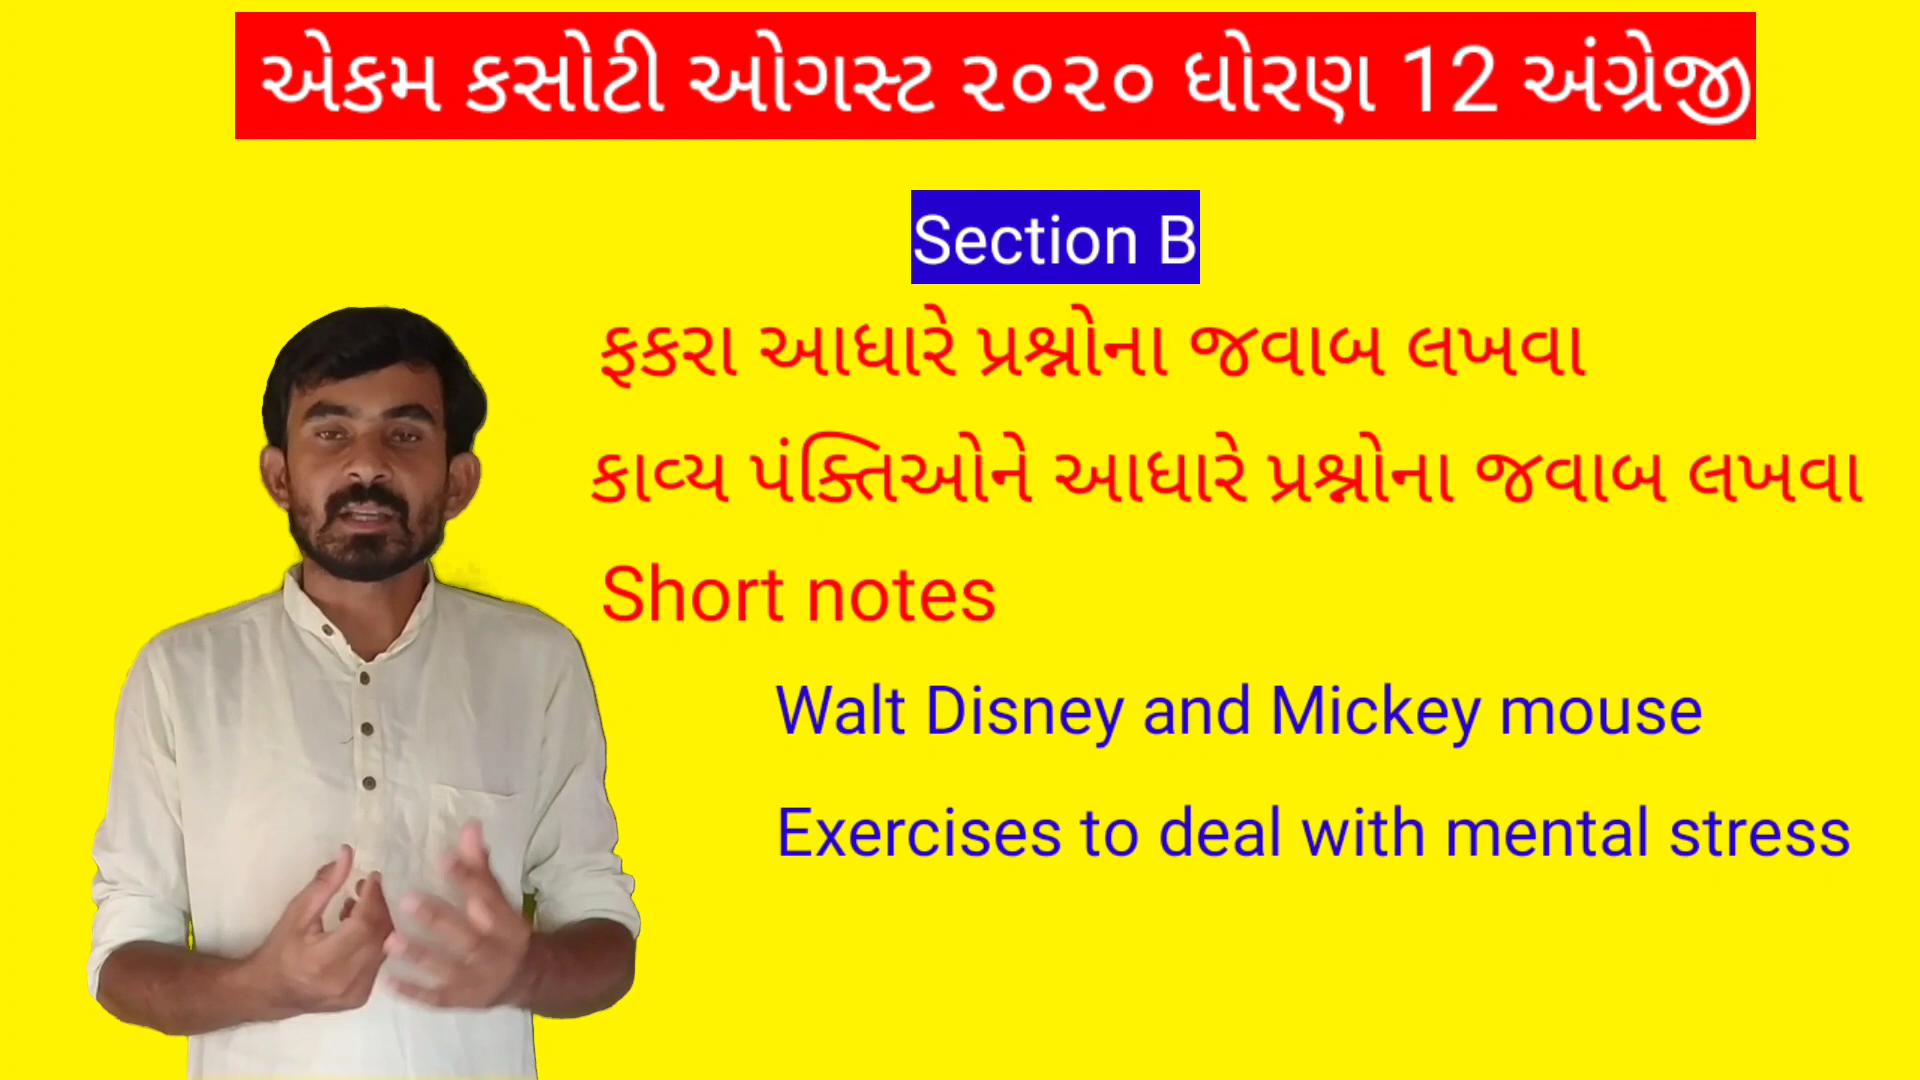 એકમ કસોટી ઓગસ્ટ ૨૦૨૦ ધોરણ 12 અંગ્રેજી
Section B
ફકરા આધારે પ્રશ્નોના જવાબ લખવા
કાવ્ય પંક્તિઓને આધારે પ્રશ્નોના જવાબ લખવા
Short notes
Walt Disney and Mickey mouse
Exercises to deal with mental stress